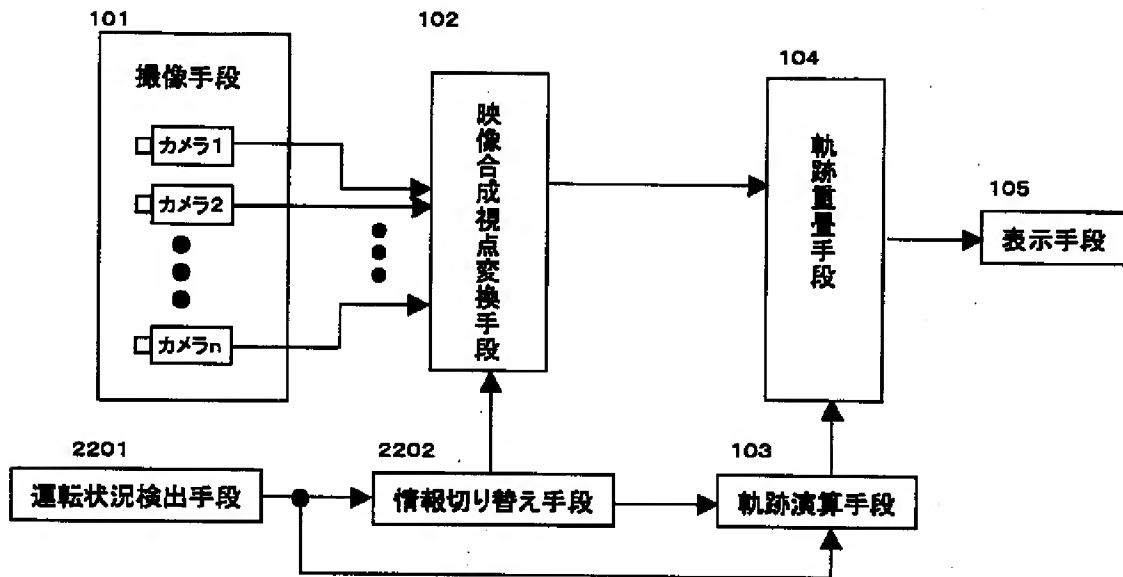 101
102
104
撮像手段
カメラ1
カメラ2
カメラn
映像合成視点変換手段
軌跡重畳手段
105
表示手段
2201
2202
103
運転状況検出手段
情報切り替え手段
軌跡演算手段